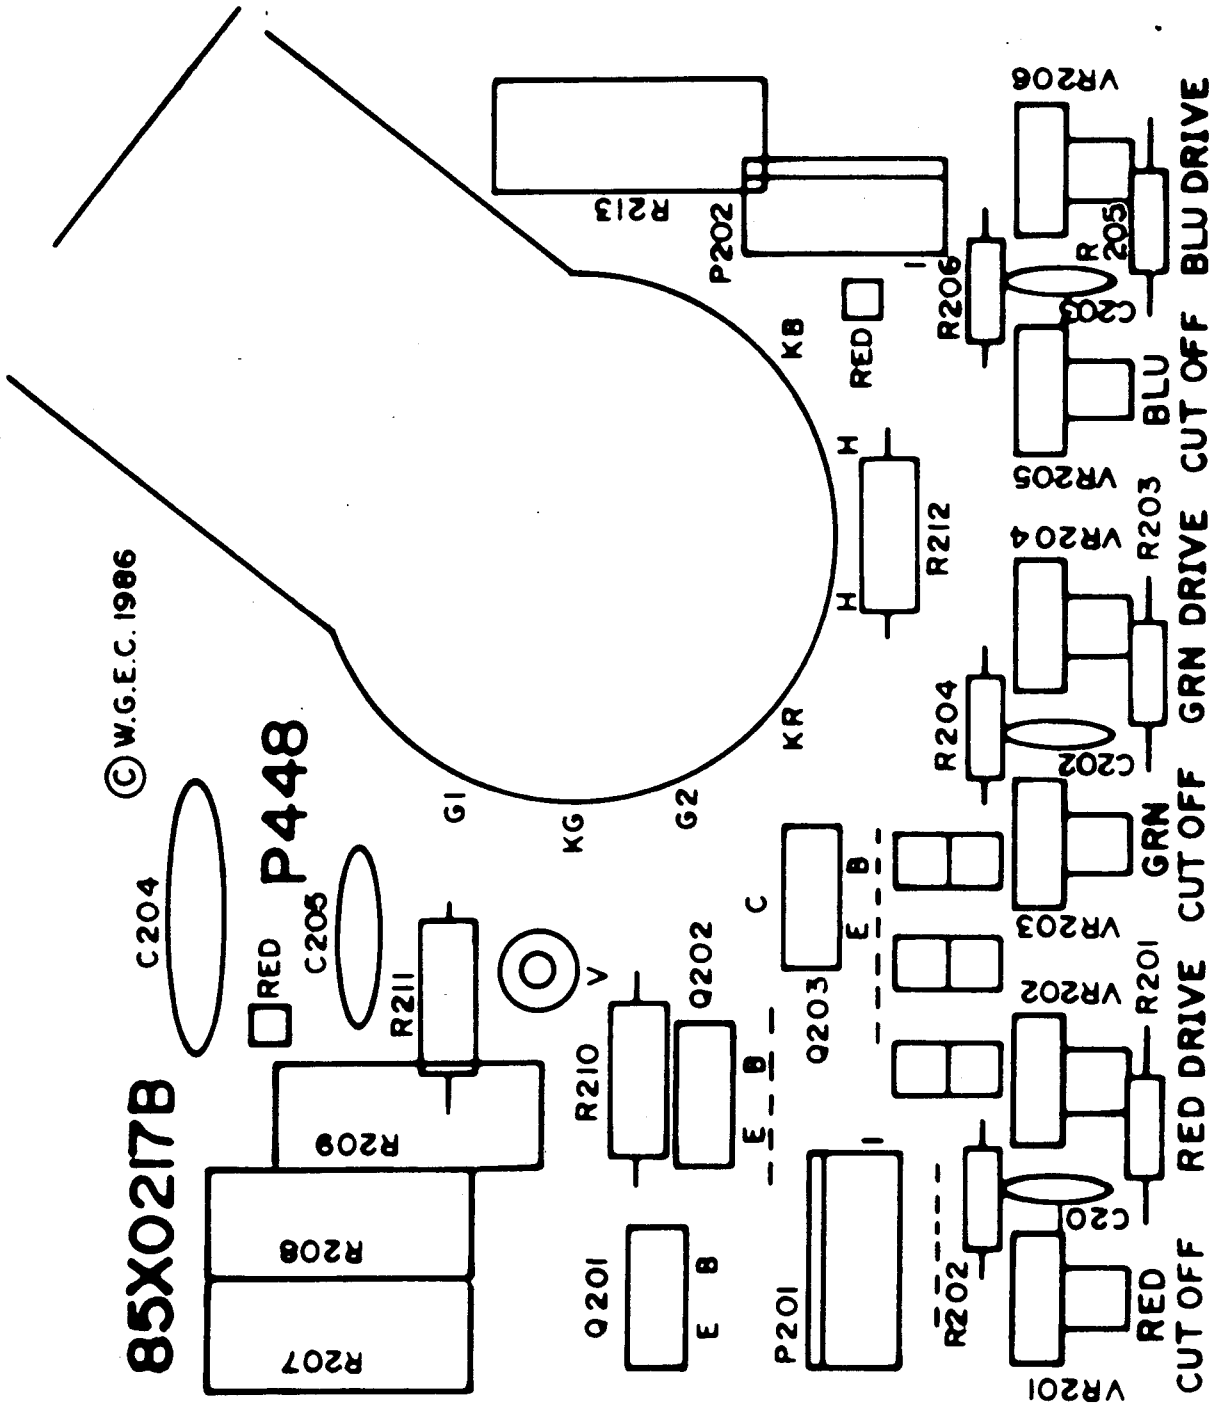 85X0217B
© W.G.E.C. 1986
P448
C204
RED
C205
R207
R208
R209
R211
V
G1
KG
G2
KR
H
H
KB
R213
P202
1
RED
R212
R210
Q202
E
B
Q201
E
B
C
Q203
E
B
P201
1
R202
R204
R206
C20
C202
C203
VR201
VR202
VR203
VR204
VR205
VR206
R201
R203
R
205
RED
CUT OFF
RED DRIVE
GRN
CUT OFF
GRN DRIVE
BLU
CUT OFF
BLU DRIVE